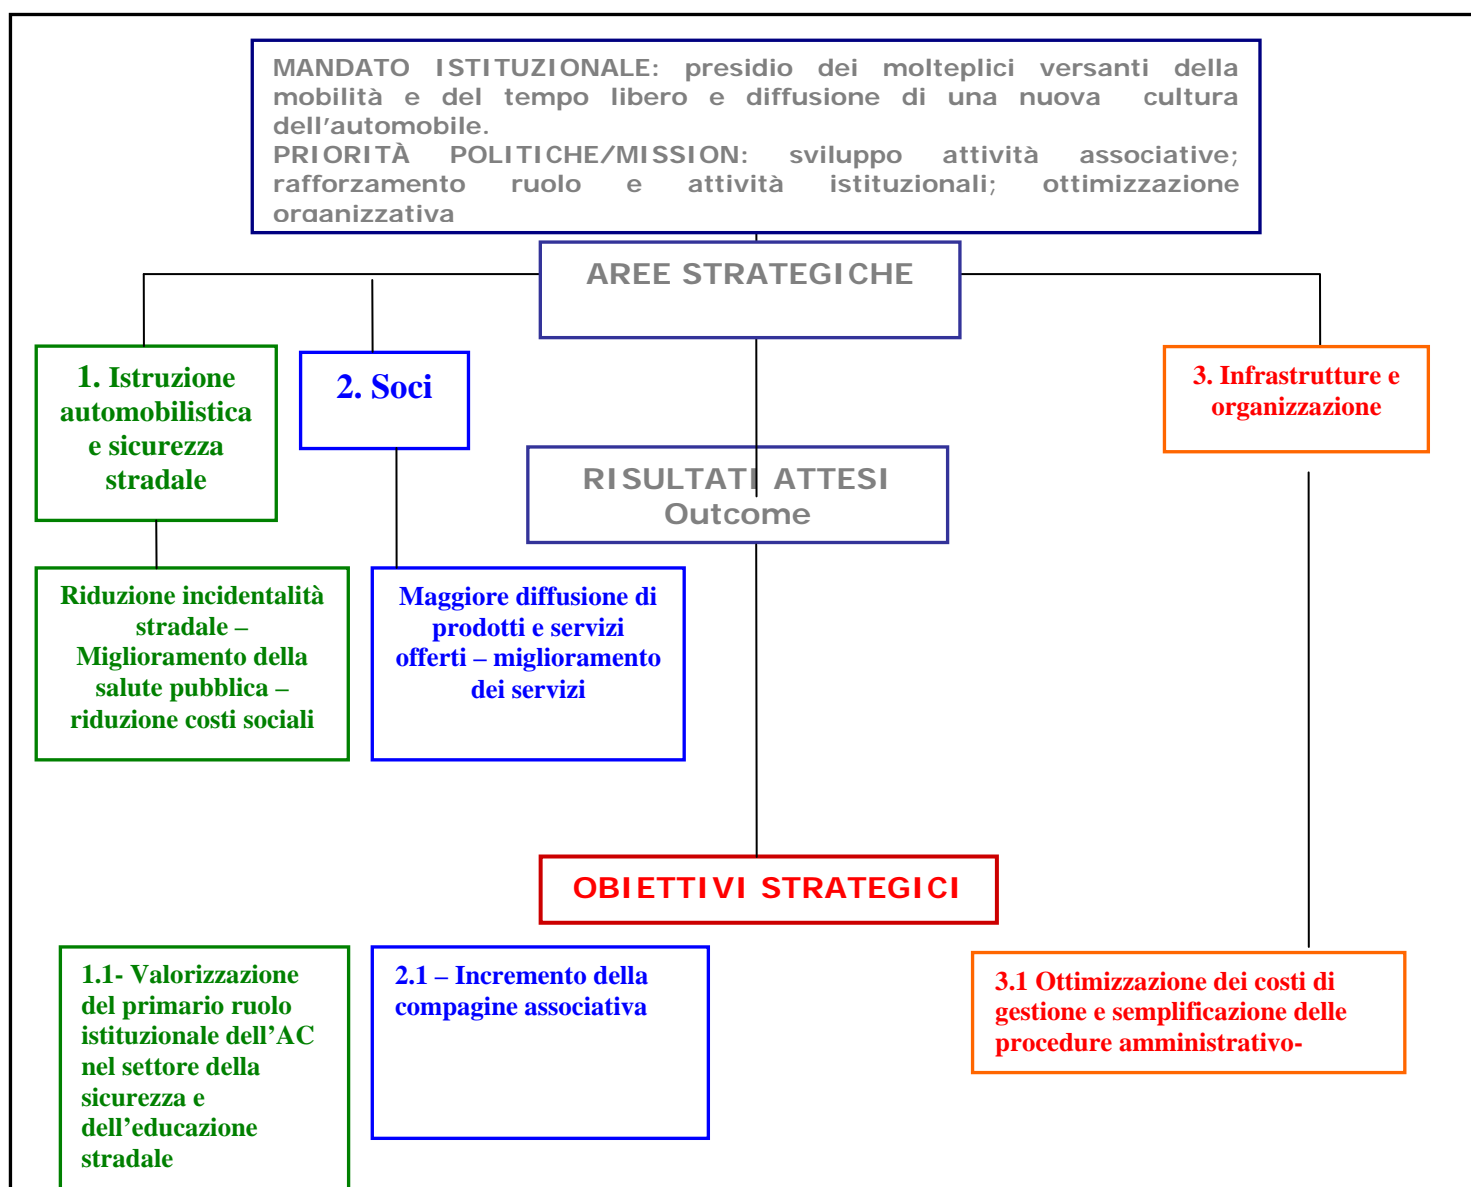 MANDATO ISTITUZIONALE: presidio dei molteplici versanti della
mobilità e del tempo libero e diffusione di una nuova cultura
dell'automobile.
PRIORITÀ POLITICHE/MISSION: sviluppo attività associative;
rafforzamento ruolo e attività istituzionali; ottimizzazione
organizzativa
AREE STRATEGICHE
1. Istruzione
automobilistica
e sicurezza
stradale
2. Soci
3. Infrastrutture e
organizzazione
RISULTATI ATTESI
Outcome
Riduzione incidentalità
stradale –
Miglioramento della
salute pubblica –
riduzione costi sociali
Maggiore diffusione di
prodotti e servizi
offerti – miglioramento
dei servizi
OBIETTIVI STRATEGICI
1.1- Valorizzazione
del primario ruolo
istituzionale dell’AC
nel settore della
sicurezza e
dell’educazione
stradale
2.1 – Incremento della
compagine associativa
3.1 Ottimizzazione dei costi di
gestione e semplificazione delle
procedure amministrativo-